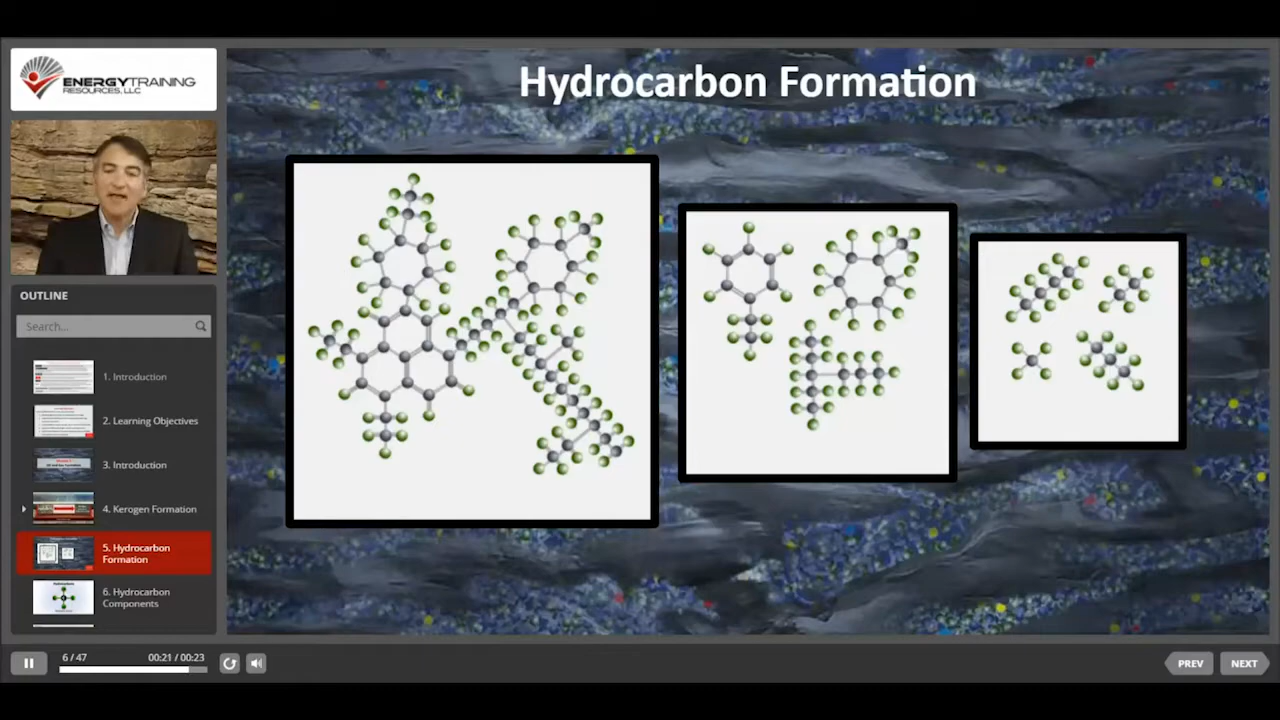 ENERGYTRAINING
RESOURCES, LLC
Hydrocarbon Formation
OUTLINE
Search...
1. Introduction
2. Learning Objectives
3. Introduction
4. Kerogen Formation
5. Hydrocarbon
Formation
6. Hydrocarbon
Components
6 / 47
00:21 / 00:23
PREV
NEXT